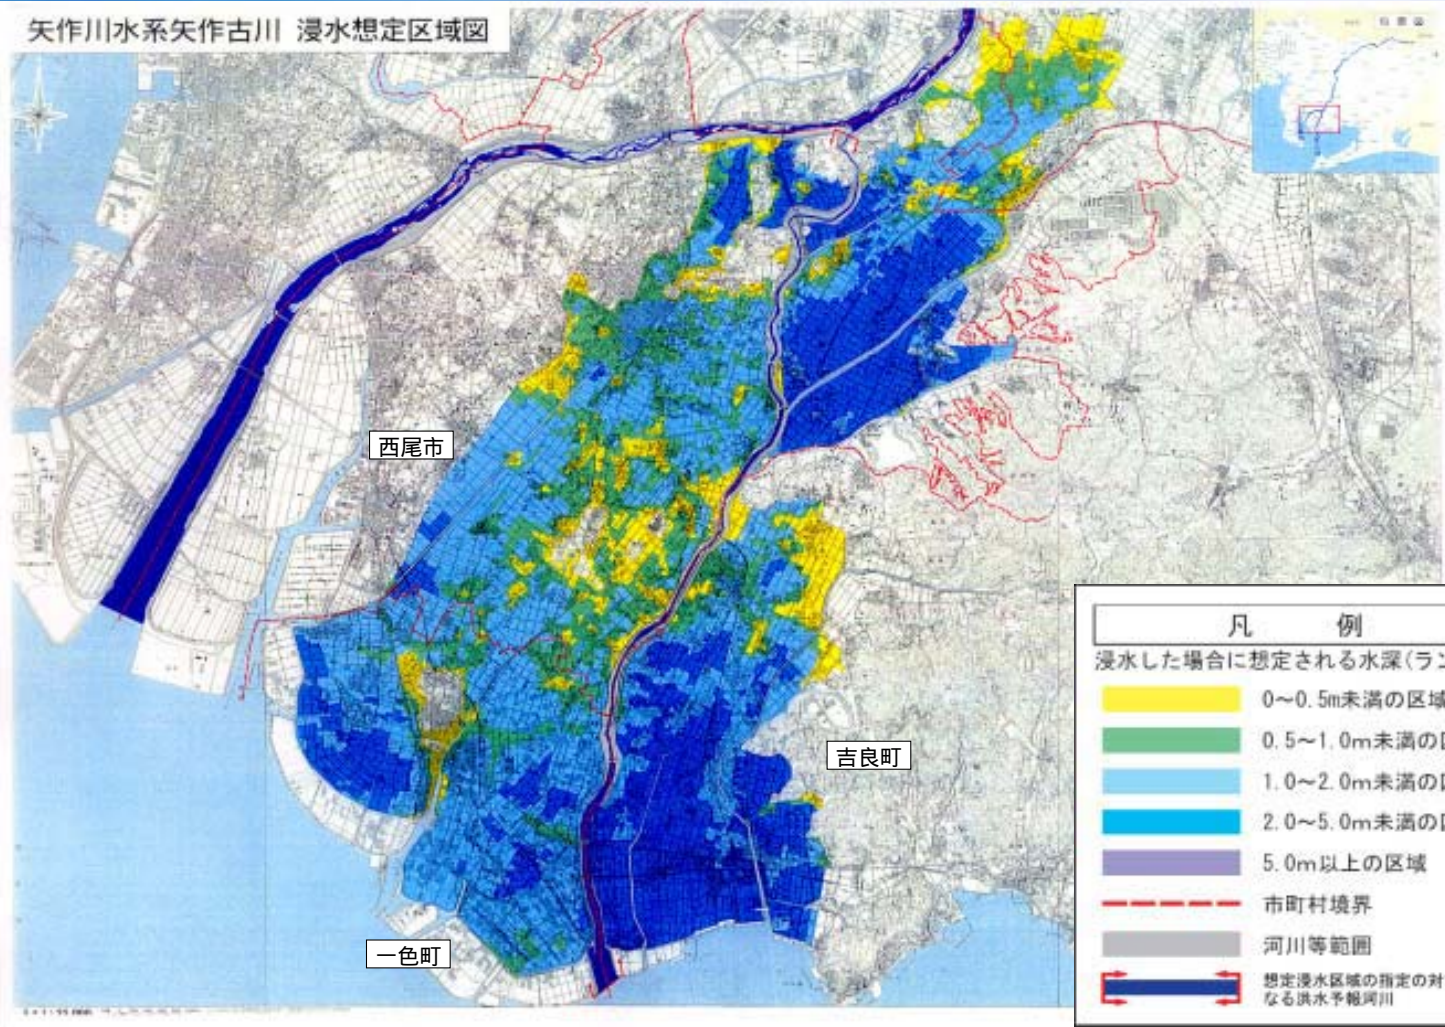 矢作川水系矢作古川 浸水想定区域図
西尾市
吉良町
一色町
凡 例
浸水した場合に想定される水深(ラン
0～0.5m未満の区域
0.5～1.0m未満の区
1.0～2.0m未満の区
2.0～5.0m未満の区
5.0m以上の区域
市町村境界
河川等範囲
想定浸水区域の指定の対
なる洪水予報河川